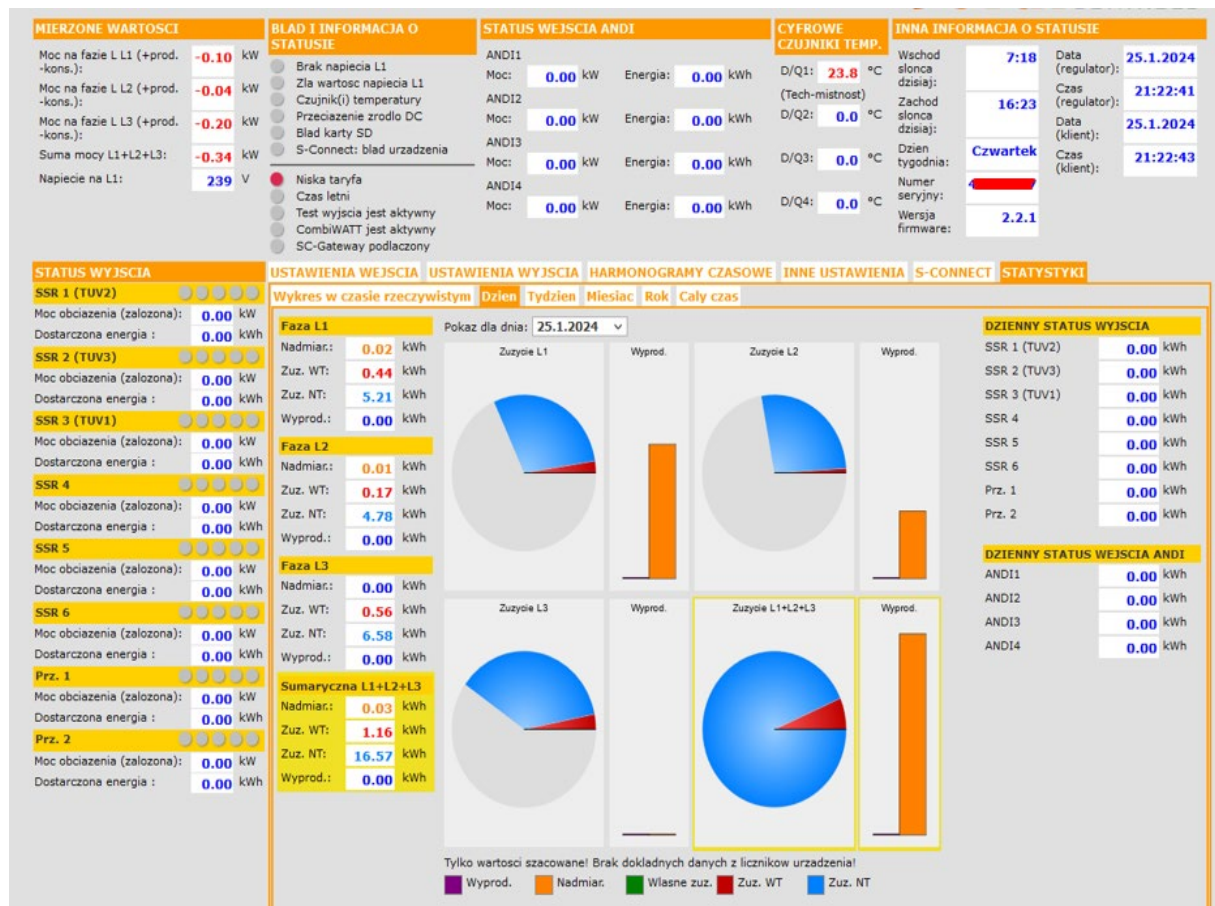 MIERZONE WARTOSCI
Moc na fazie L L1 (+prod. -0.10 kW
-kons.):
Moc na fazie L L2 (+prod. -0.04 kW
-kons.):
Moc na fazie L L3 (+prod. -0.20 kW
-kons.):
Suma mocy L1+L2+L3: -0.34 kW
Napiecie na L1: 239 V
BLAD I INFORMACJA O
STATUSIE
Brak napiecia L1
Zla wartosc napiecia L1
Czujnik(i) temperatury
Przeciazenie zrodlo DC
Blad karty SD
S-Connect: blad urzadzenia
Niska taryfa
Czas letni
Test wyjscia jest aktywny
CombiWATT jest aktywny
SC-Gateway podlaczony
STATUS WEJSCIA ANDI
ANDI1
Moc: 0.00 kW Energia: 0.00 kWh
ANDI2
Moc: 0.00 kW Energia: 0.00 kWh
ANDI3
Moc: 0.00 kW Energia: 0.00 kWh
ANDI4
Moc: 0.00 kW Energia: 0.00 kWh
CYFROWE
CZUJNIKI TEMP.
D/Q1: 23.8 °C
(Tech-mistnost)
D/Q2: 0.0 °C
D/Q3: 0.0 °C
D/Q4: 0.0 °C
INNA INFORMACJA O STATUSIE
Wschod 7:18
slonca
dzisiaj:
Zachod 16:23
slonca
dzisiaj:
Dzien Czwartek
tygodnia:
Numer
seryjny:
Wersja 2.2.1
firmware:
Data 25.1.2024
(regulator):
Czas 21:22:41
(regulator):
Data 25.1.2024
(klient):
Czas 21:22:43
(klient):
STATUS WYJSCIA
SSR 1 (TUV2)
Moc obciazenia (zalozona): 0.00 kW
Dostarczona energia : 0.00 kWh
SSR 2 (TUV3)
Moc obciazenia (zalozona): 0.00 kW
Dostarczona energia : 0.00 kWh
SSR 3 (TUV1)
Moc obciazenia (zalozona): 0.00 kW
Dostarczona energia : 0.00 kWh
SSR 4
Moc obciazenia (zalozona): 0.00 kW
Dostarczona energia : 0.00 kWh
SSR 5
Moc obciazenia (zalozona): 0.00 kW
Dostarczona energia : 0.00 kWh
SSR 6
Moc obciazenia (zalozona): 0.00 kW
Dostarczona energia : 0.00 kWh
Prz. 1
Moc obciazenia (zalozona): 0.00 kW
Dostarczona energia : 0.00 kWh
Prz. 2
Moc obciazenia (zalozona): 0.00 kW
Dostarczona energia : 0.00 kWh
USTAWIENIA WEJSCIA USTAWIENIA WYJSCIA HARMONOGRAMY CZASOWE INNE USTAWIENIA S-CONNECT STATYSTYKI
Wykres w czasie rzeczywistym Dzien Tydzien Miesiac Rok Caly czas
Faza L1
Nadmiar.: 0.02 kWh
Zuz. WT: 0.44 kWh
Zuz. NT: 5.21 kWh
Wyprod.: 0.00 kWh
Faza L2
Nadmiar.: 0.01 kWh
Zuz. WT: 0.17 kWh
Zuz. NT: 4.78 kWh
Wyprod.: 0.00 kWh
Faza L3
Nadmiar.: 0.00 kWh
Zuz. WT: 0.56 kWh
Zuz. NT: 6.58 kWh
Wyprod.: 0.00 kWh
Sumaryczna L1+L2+L3
Nadmiar.: 0.03 kWh
Zuz. WT: 1.16 kWh
Zuz. NT: 16.57 kWh
Wyprod.: 0.00 kWh
Pokaz dla dnia: 25.1.2024
Zuzycie L1 Wyprod. Zuzycie L2 Wyprod.
Zuzycie L3 Wyprod. Zuzycie L1+L2+L3 Wyprod.
Tylko wartosci szacowane! Brak dokladnych danych z licznikow urzadzenia!
Wyprod. Nadmiar. Wlasne zuz. Zuz. WT Zuz. NT
DZIENNY STATUS WYJSCIA
SSR 1 (TUV2) 0.00 kWh
SSR 2 (TUV3) 0.00 kWh
SSR 3 (TUV1) 0.00 kWh
SSR 4 0.00 kWh
SSR 5 0.00 kWh
SSR 6 0.00 kWh
Prz. 1 0.00 kWh
Prz. 2 0.00 kWh
DZIENNY STATUS WEJSCIA ANDI
ANDI1 0.00 kWh
ANDI2 0.00 kWh
ANDI3 0.00 kWh
ANDI4 0.00 kWh